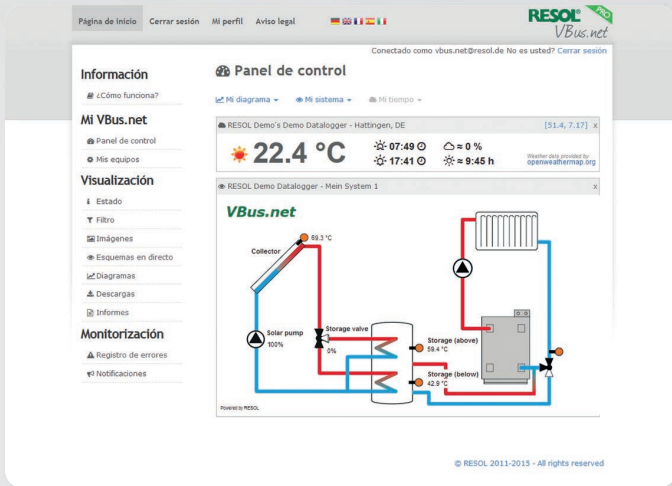 Página de inicio Cerrar sesión Mi perfil Aviso legal
RESOL® PRO
VBus.net
Conectado como vbus.net@resol.de No es usted? Cerrar sesión
Información
¿Cómo funciona?
Mi VBus.net
Panel de control
Mis equipos
Visualización
Estado
Filtro
Imágenes
Esquemas en directo
Diagramas
Descargas
Informes
Monitorización
Registro de errores
Notificaciones
Panel de control
Mi diagrama Mi sistema Mi tiempo
RESOL Demo's Demo Datalogger - Hattingen, DE [51.4, 7.17] x
22.4 °C
07:49
17:41
≈ 0 %
≈ 9:45 h
Weather data provided by:
openweathermap.org
RESOL Demo Datalogger - Mein System 1 x
VBus.net
69.3 °C
Collector
Solar pump
100%
Storage valve
0%
Storage (above)
59.4 °C
Storage (below)
42.9 °C
Powered by RESOL
© RESOL 2011-2015 - All rights reserved